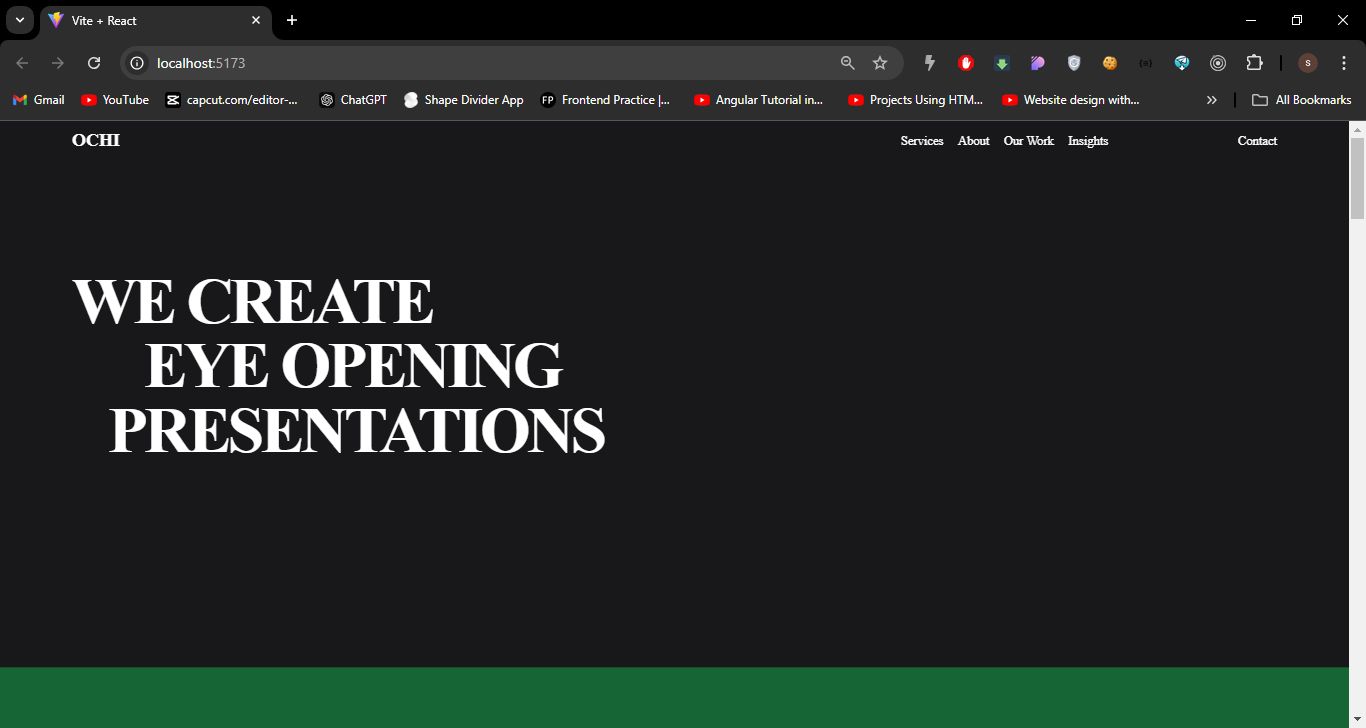 Vite + React
localhost:5173
S
Gmail YouTube capcut.com/editor-... ChatGPT Shape Divider App FP Frontend Practice |... Angular Tutorial in... Projects Using HTM... Website design with... » All Bookmarks
OCHI Services About Our Work Insights Contact
WE CREATE
EYE OPENING
PRESENTATIONS